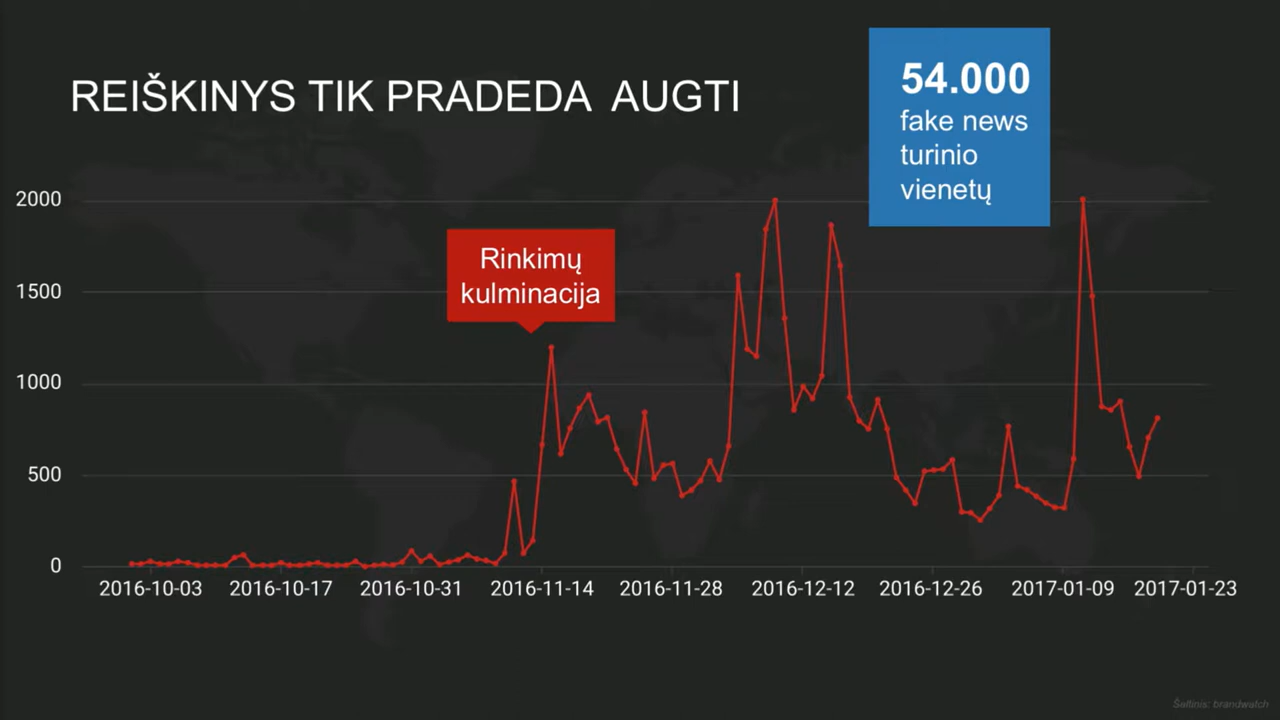 REIŠKINYS TIK PRADEDA AUGTI
54.000
fake news
turinio
vienetų
Rinkimų
kulminacija
2000
1500
1000
500
0
2016-10-03
2016-10-17
2016-10-31
2016-11-14
2016-11-28
2016-12-12
2016-12-26
2017-01-09
2017-01-23
Šaltinis: brandwatch